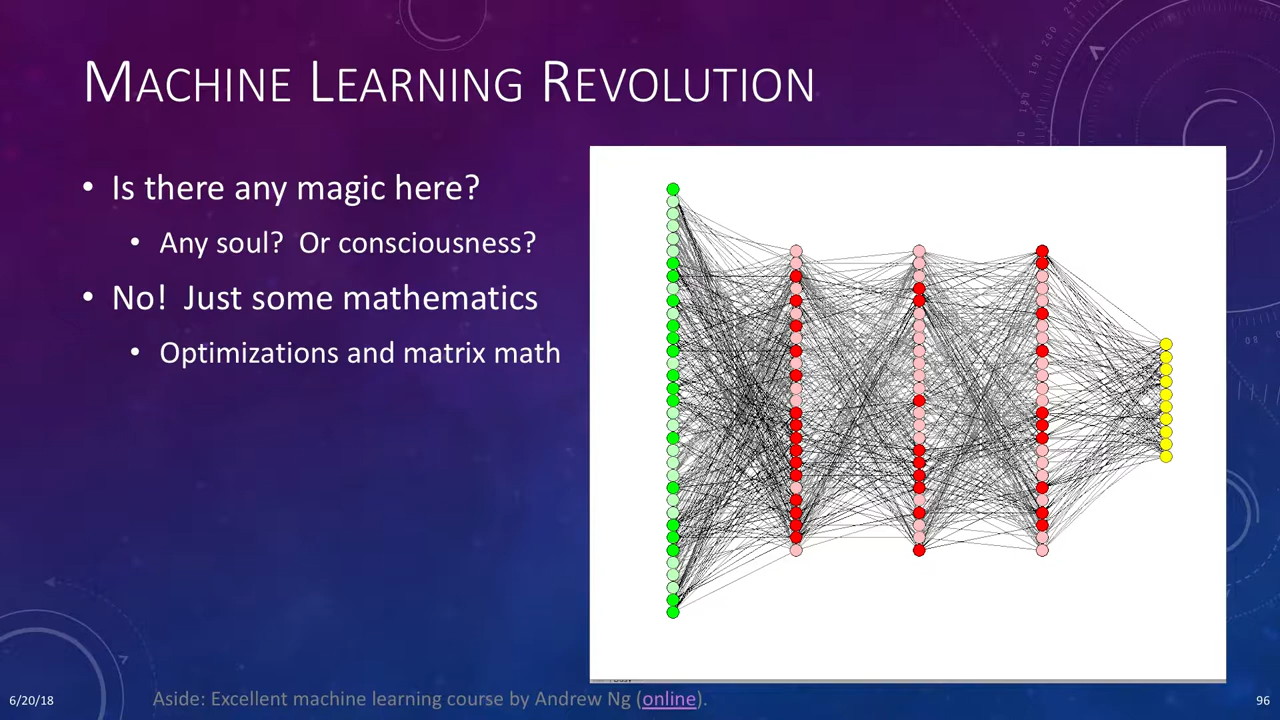 MACHINE LEARNING REVOLUTION
• Is there any magic here?
• Any soul? Or consciousness?
• No! Just some mathematics
• Optimizations and matrix math
6/20/18
Aside: Excellent machine learning course by Andrew Ng (online).
96